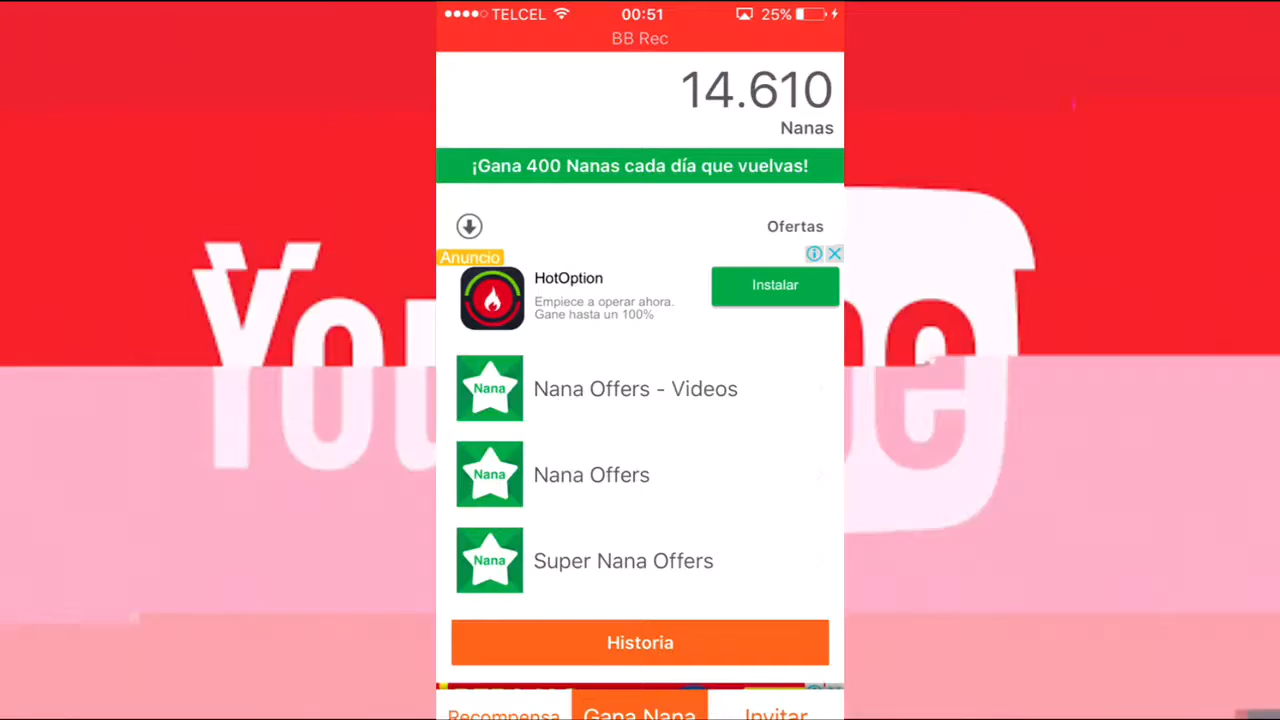 TELCEL 00:51 25%
BB Rec
14.610
Nanas
¡Gana 400 Nanas cada día que vuelvas!
Ofertas
Anuncio
HotOption
Empiece a operar ahora.
Gane hasta un 100%
Instalar
Nana Offers - Videos
Nana Offers
Super Nana Offers
Nana
Nana
Nana
Historia
Recompensa Gana Nana Invitar